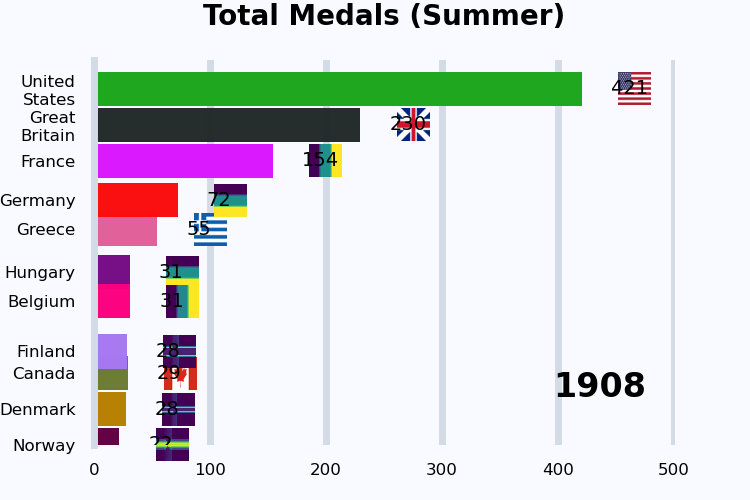 Total Medals (Summer)
United
States
421
Great
Britain
230
France
154
Germany
72
Greece
55
Hungary
31
Belgium
31
Finland
28
Canada
29
1908
Denmark
28
Norway
22
0 100 200 300 400 500